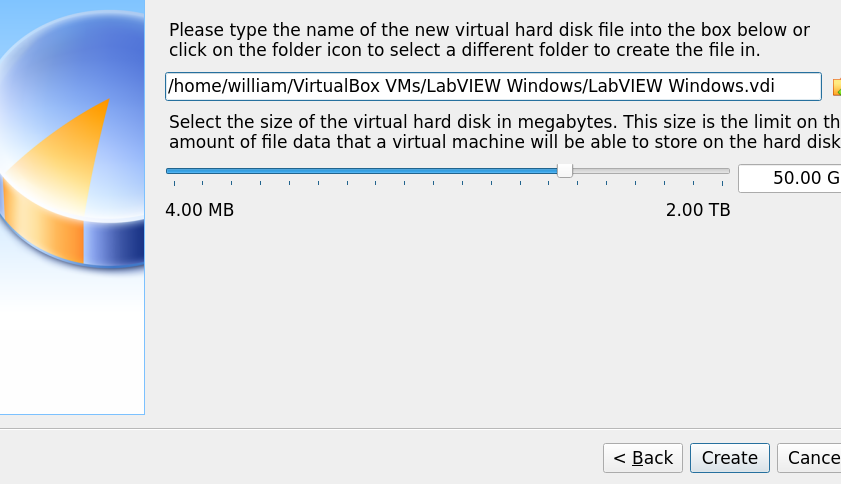 Please type the name of the new virtual hard disk file into the box below or
click on the folder icon to select a different folder to create the file in.
/home/william/VirtualBox VMs/LabVIEW Windows/LabVIEW Windows.vdi
Select the size of the virtual hard disk in megabytes. This size is the limit on th
amount of file data that a virtual machine will be able to store on the hard disk
50.00 G
4.00 MB 2.00 TB
< Back Create Cance